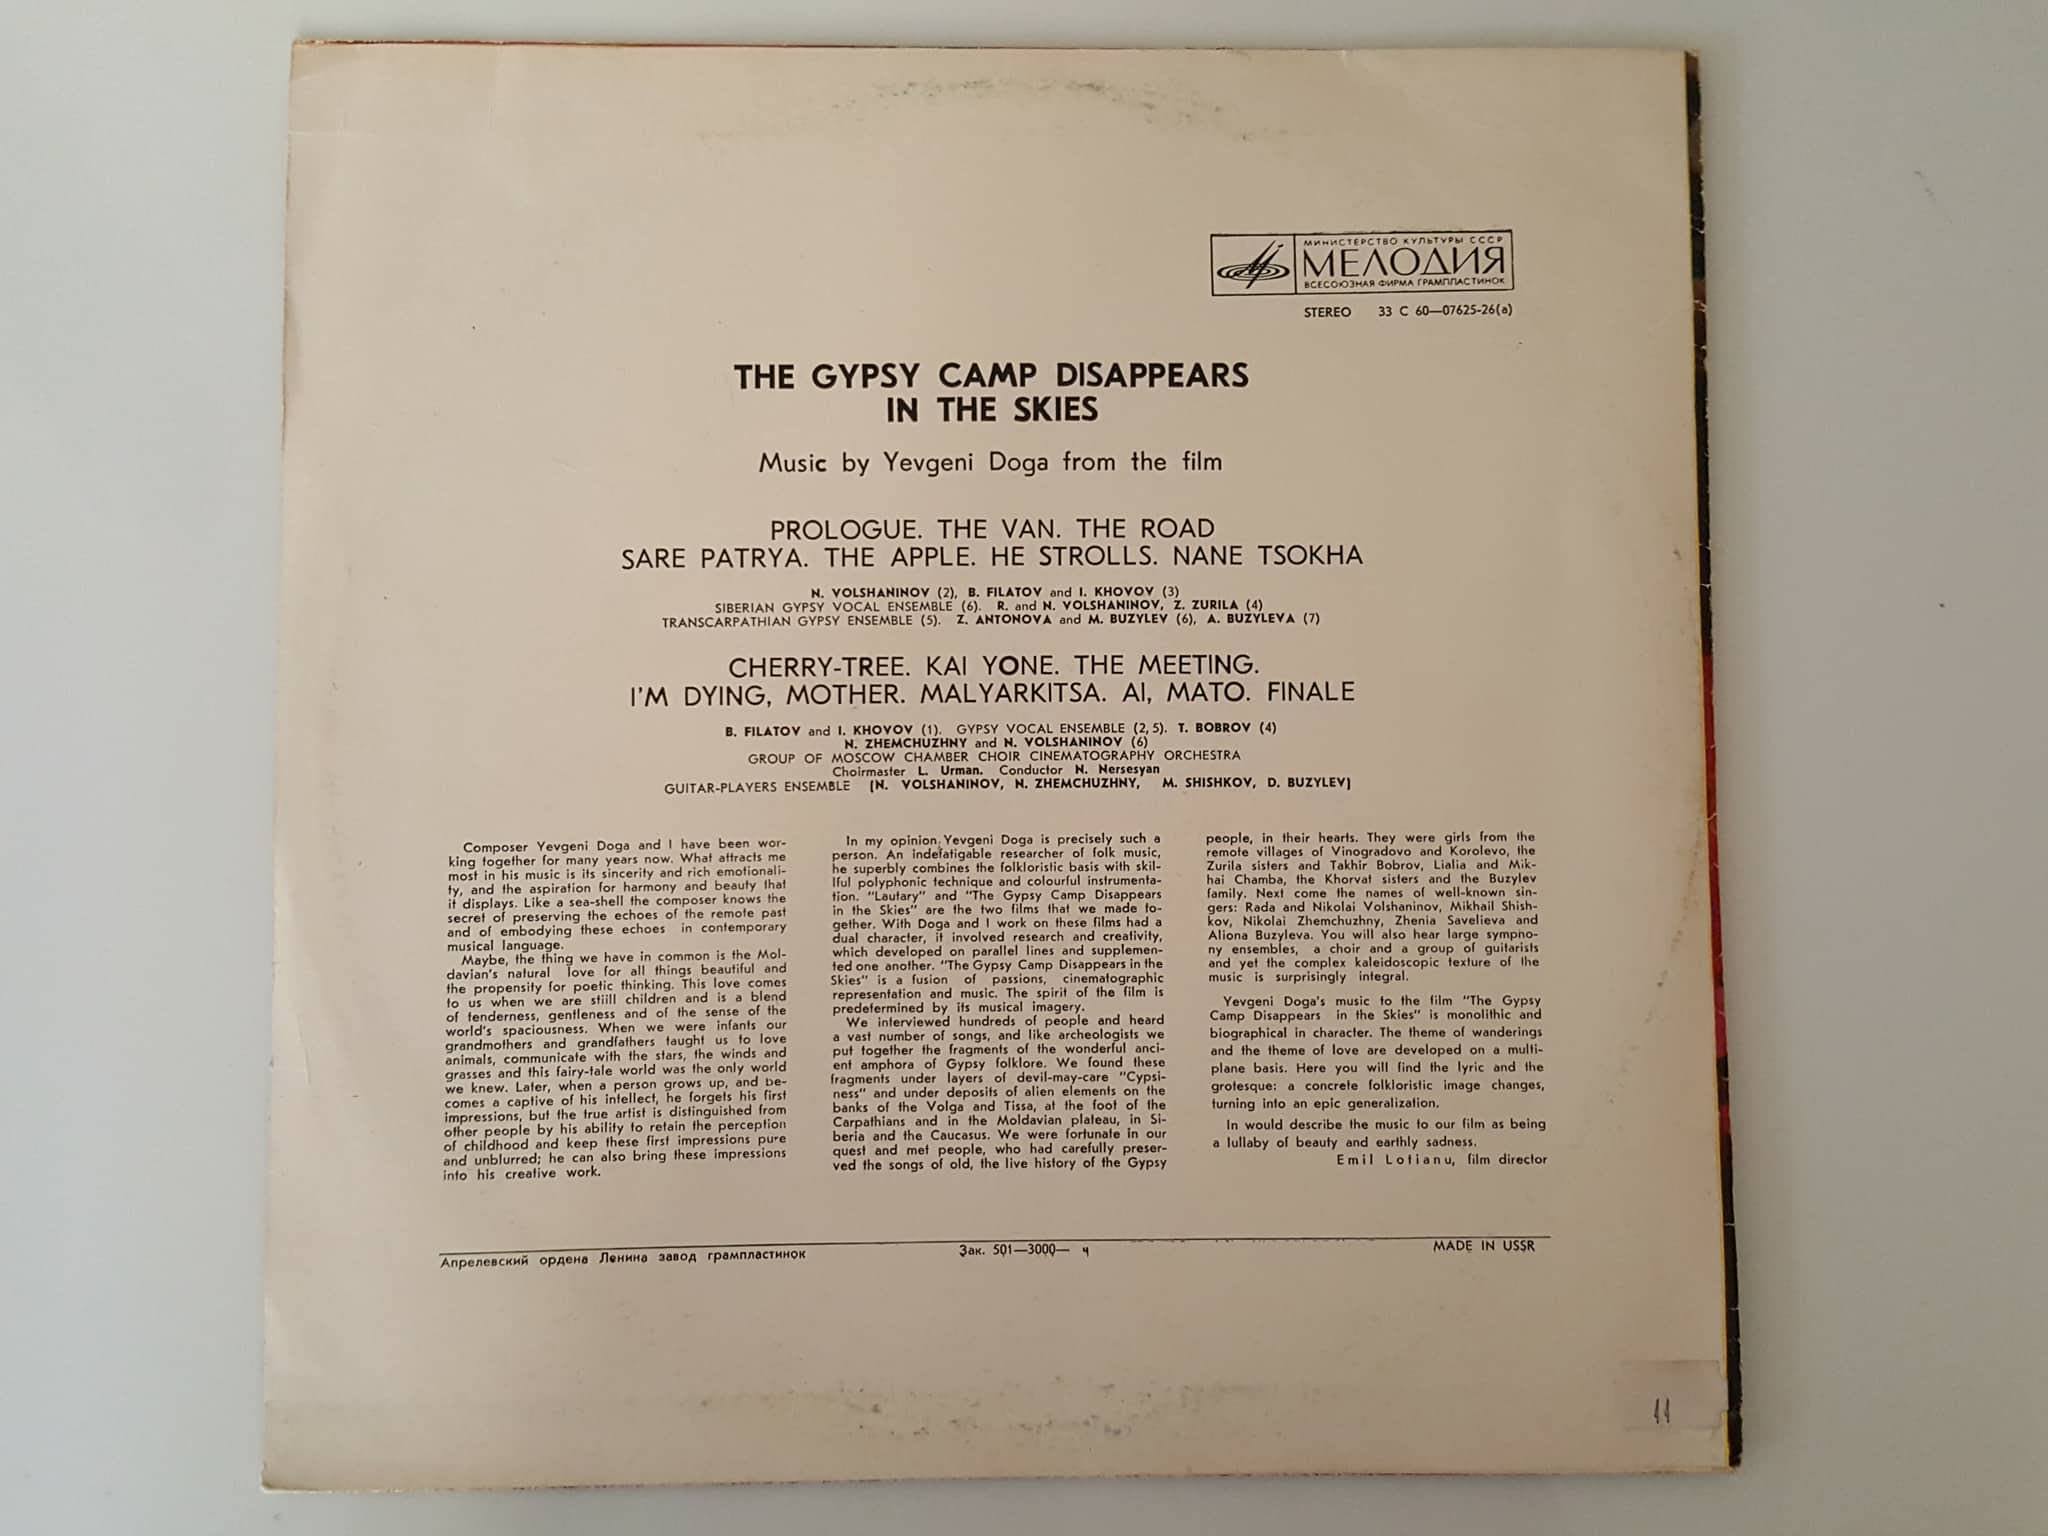 МИНИСТЕРСТВО КУЛЬТУРЫ СССР
МЕЛОДИЯ
ВСЕСОЮЗНАЯ ФИРМА ГРАМПЛАСТИНОК
STEREO 33 С 60—07625-26(a)
THE GYPSY CAMP DISAPPEARS
IN THE SKIES
Music by Yevgeni Doga from the film
PROLOGUE. THE VAN. THE ROAD
SARE PATRYA. THE APPLE. HE STROLLS. NANE TSOKHA
N. VOLSHANINOV (2), B. FILATOV and I. KHOVOV (3)
SIBERIAN GYPSY VOCAL ENSEMBLE (6). R. and N. VOLSHANINOV, Z. ZURILA (4)
TRANSCARPATHIAN GYPSY ENSEMBLE (5). Z. ANTONOVA and M. BUZYLEV (6), A. BUZYLEVA (7)
CHERRY-TREE. KAI YONE. THE MEETING.
I'M DYING, MOTHER. MALYARKITSA. AI, MATO. FINALE
B. FILATOV and I. KHOVOV (1). GYPSY VOCAL ENSEMBLE (2, 5). T. BOBROV (4)
N. ZHEMCHUZHNY and N. VOLSHANINOV (6)
GROUP OF MOSCOW CHAMBER CHOIR CINEMATOGRAPHY ORCHESTRA
Choirmaster L. Urman. Conductor N. Nersesyan
GUITAR-PLAYERS ENSEMBLE (N. VOLSHANINOV, N. ZHEMCHUZHNY, M. SHISHKOV, D. BUZYLEV)
Composer Yevgeni Doga and I have been wor-
king together for many years now. What attracts me
most in his music is its sincerity and rich emotionali-
ty, and the aspiration for harmony and beauty that
it displays. Like a sea-shell the composer knows the
secret of preserving the echoes of the remote past
and of embodying these echoes in contemporary
musical language.
Maybe, the thing we have in common is the Mol-
davian's natural love for all things beautiful and
the propensity for poetic thinking. This love comes
to us when we are stiill children and is a blend
of tenderness, gentleness and of the sense of the
world's spaciousness. When we were infants our
grandmothers and grandfathers taught us to love
animals, communicate with the stars, the winds and
grasses and this fairy-tale world was the only world
we knew. Later, when a person grows up, and be-
comes a captive of his intellect, he forgets his first
impressions, but the true artist is distinguished from
other people by his ability to retain the perception
of childhood and keep these first impressions pure
and unblurred; he can also bring these impressions
into his creative work.
In my opinion, Yevgeni Doga is precisely such a
person. An indefatigable researcher of folk music,
he superbly combines the folkloristic basis with skil-
lful polyphonic technique and colourful instrumenta-
tion. "Lautary" and "The Gypsy Camp Disappears
in the Skies" are the two films that we made to-
gether. With Doga and I work on these films had a
dual character, it involved research and creativity,
which developed on parallel lines and supplemen-
ted one another. "The Gypsy Camp Disappears in the
Skies" is a fusion of passions, cinematographic
representation and music. The spirit of the film is
predetermined by its musical imagery.
We interviewed hundreds of people and heard
a vast number of songs, and like archeologists we
put together the fragments of the wonderful anci-
ent amphora of Gypsy folklore. We found these
fragments under layers of devil-may-care "Cypsi-
ness" and under deposits of alien elements on the
banks of the Volga and Tissa, at the foot of the
Carpathians and in the Moldavian plateau, in Si-
beria and the Caucasus. We were fortunate in our
quest and met people, who had carefully preser-
ved the songs of old, the live history of the Gypsy
people, in their hearts. They were girls from the
remote villages of Vinogradovo and Korolevo, the
Zurila sisters and Takhir Bobrov, Lialia and Mik-
hai Chamba, the Khorvat sisters and the Buzylev
family. Next come the names of well-known sin-
gers: Rada and Nikolai Volshaninov, Mikhail Shish-
kov, Nikolai Zhemchuzhny, Zhenia Savelieva and
Aliona Buzyleva. You will also hear large sympho-
ny ensembles, a choir and a group of guitarists
and yet the complex kaleidoscopic texture of the
music is surprisingly integral.
Yevgeni Doga's music to the film "The Gypsy
Camp Disappears in the Skies" is monolithic and
biographical in character. The theme of wanderings
and the theme of love are developed on a multi-
plane basis. Here you will find the lyric and the
grotesque: a concrete folkloristic image changes,
turning into an epic generalization.
In would describe the music to our film as being
a lullaby of beauty and earthly sadness.
Emil Lotianu, film director
Апрелевский ордена Ленина завод грампластинок Зак. 501—3000— ч MADE IN USSR
11